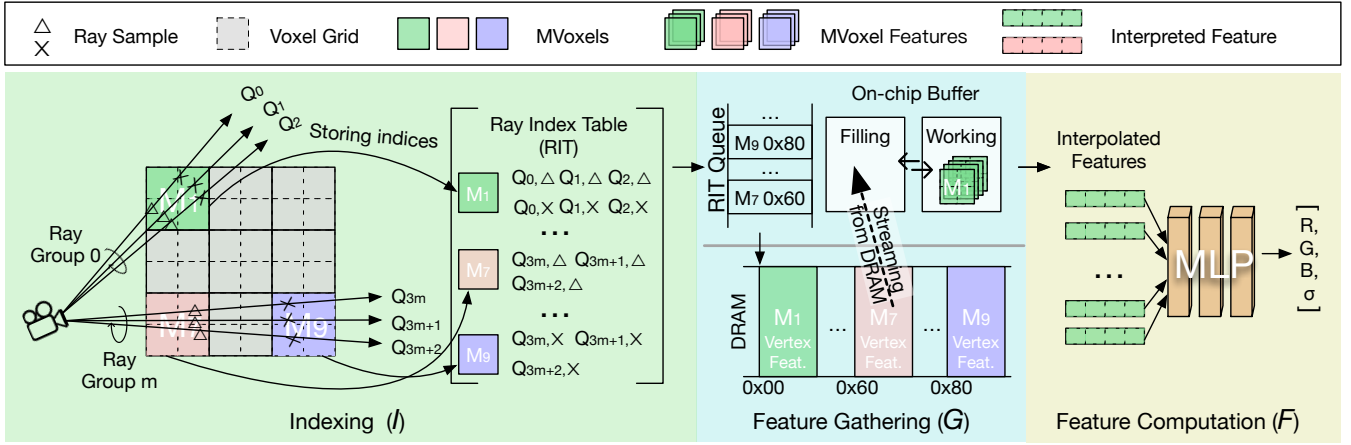 Ray Sample
Voxel Grid
MVoxels
MVoxel Features
Interpreted Feature
Q0
Q1
Q2
Storing indices
M1
Ray
Group 0
M7
M9
Ray
Group m
Q3m
Q3m+1
Q3m+2
Ray Index Table
(RIT)
M1
Q0,△ Q1,△ Q2,△
Q0,X Q1,X Q2,X
...
M7
Q3m,△ Q3m+1,△
Q3m+2,△
...
M9
Q3m,X Q3m+1,X
Q3m+2,X
Indexing (I)
On-chip Buffer
RIT Queue
...
M9 0x80
...
M7 0x60
Filling
Working
M1
Streaming
from DRAM
DRAM
M1
Vertex
Feat.
...
M7
Vertex
Feat.
...
M9
Vertex
Feat.
0x00
0x60
0x80
Feature Gathering (G)
Interpolated
Features
...
MLP
[
R,
G,
B,
σ
]
Feature Computation (F)